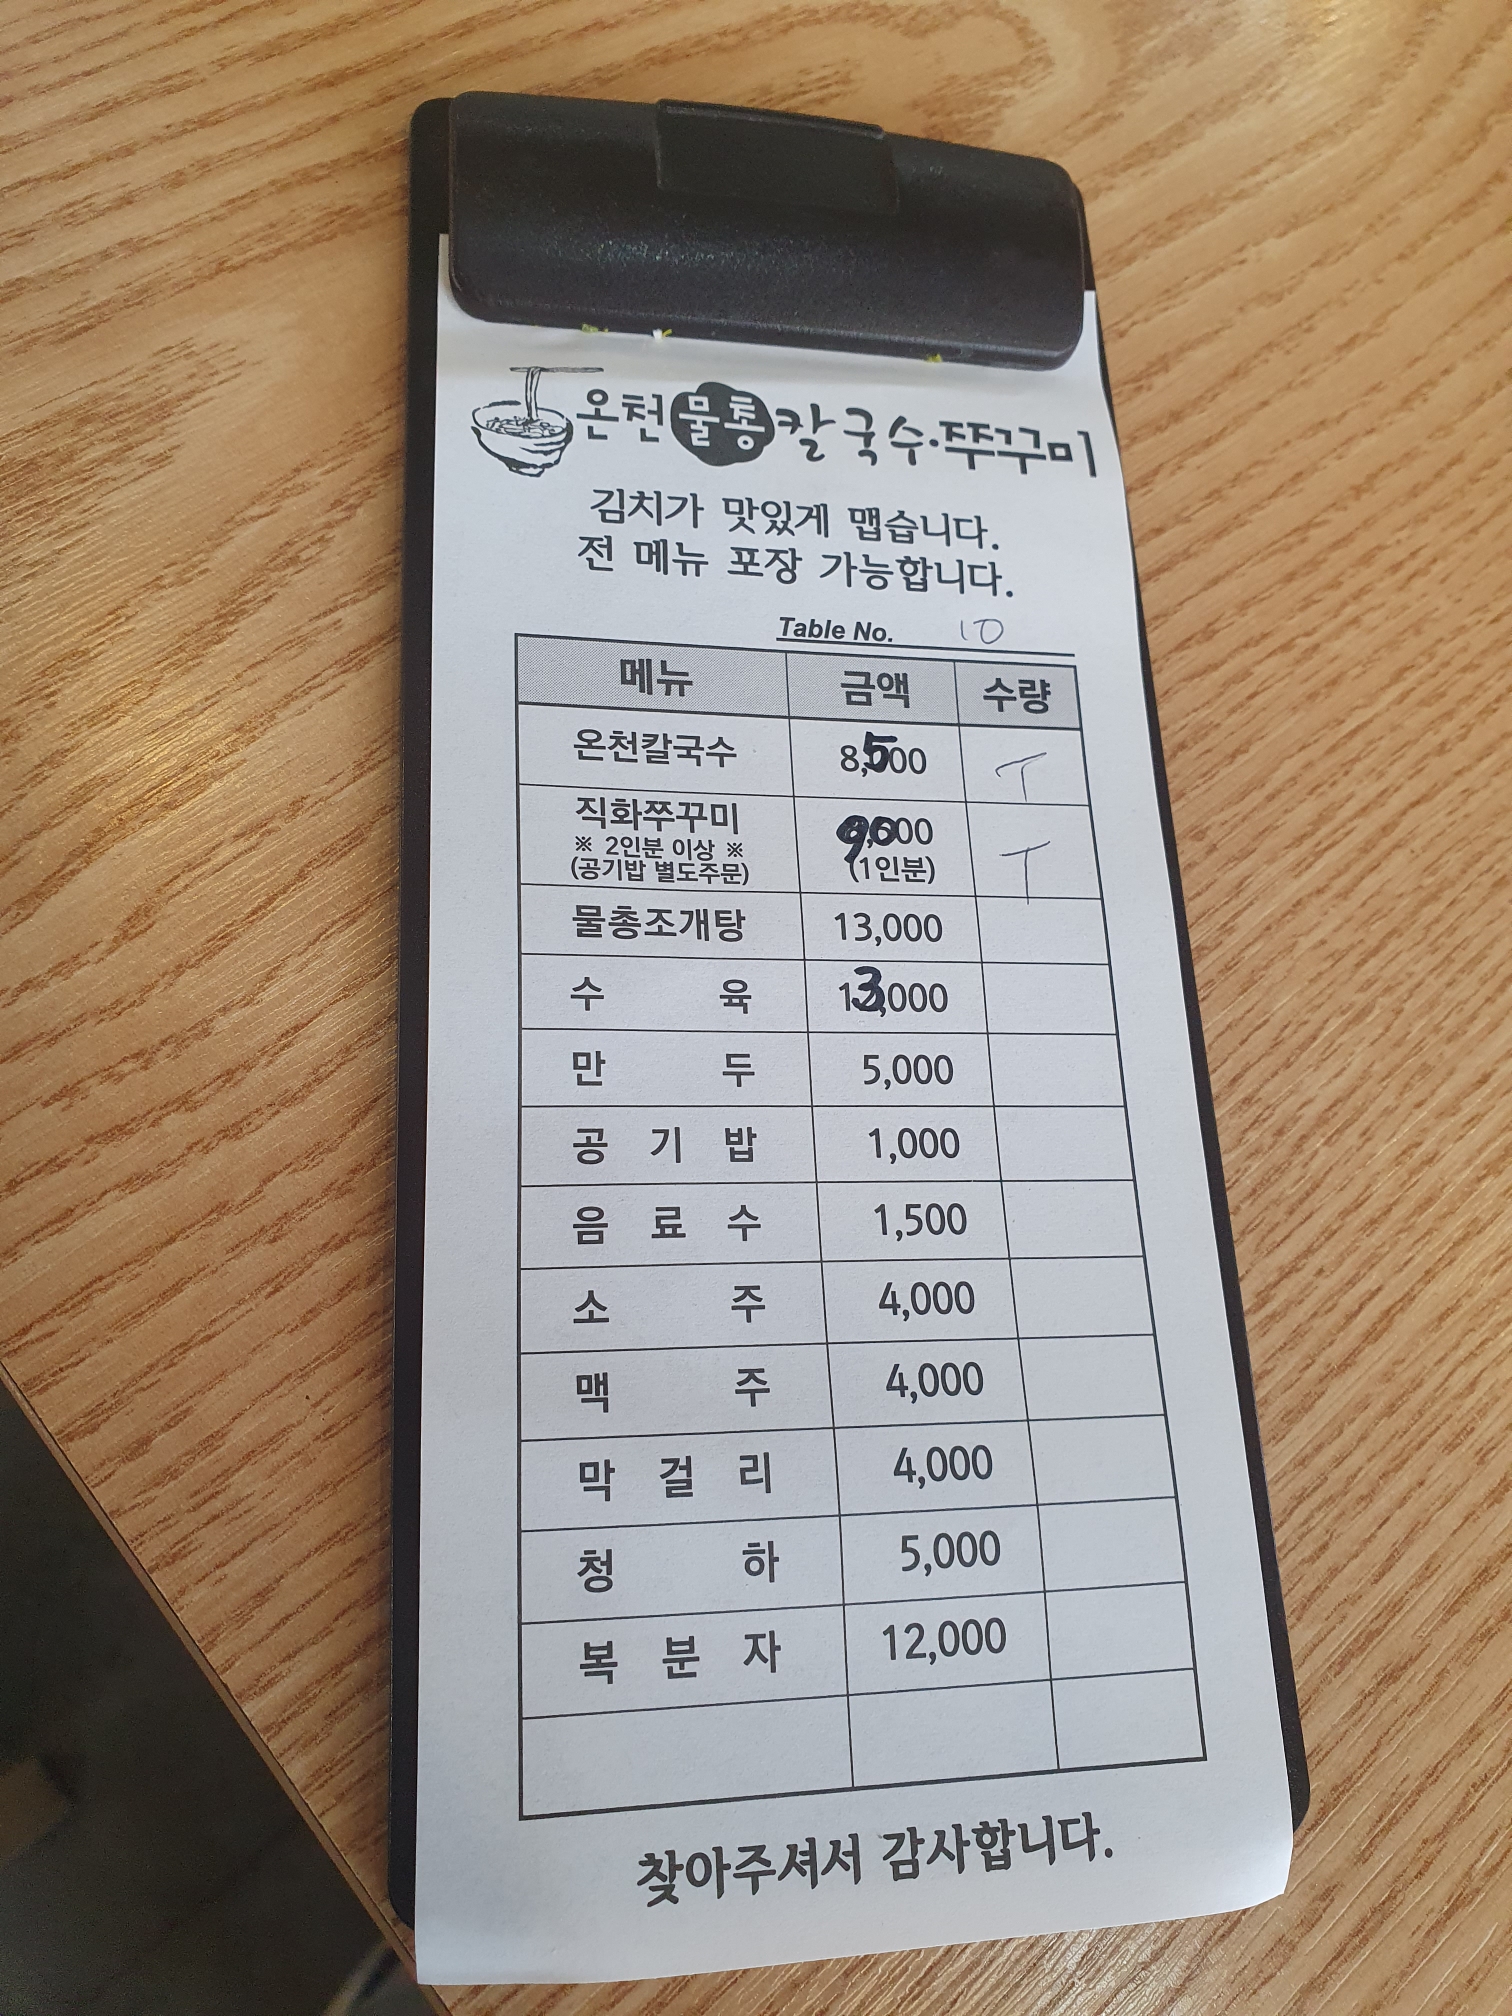 온천물총칼국수·쭈꾸미
김치가 맛있게 맵습니다.
전 메뉴 포장 가능합니다.
Table No. 10
메뉴 금액 수량
온천칼국수 8,500 T
직화쭈꾸미 9,000 T
※ 2인분 이상 ※
(공기밥 별도주문) (1인분)
물총조개탕 13,000
수 육 13,000
만 두 5,000
공 기 밥 1,000
음 료 수 1,500
소 주 4,000
맥 주 4,000
막 걸 리 4,000
청 하 5,000
복 분 자 12,000
찾아주셔서 감사합니다.